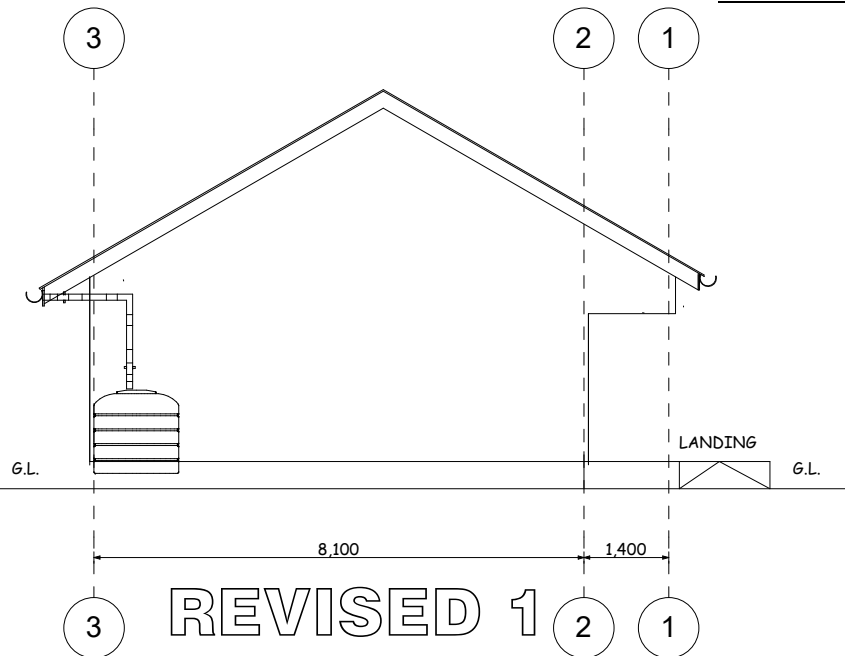 3 2 1
LANDING
G.L. G.L.
8,100 1,400
REVISED 1
3 2 1